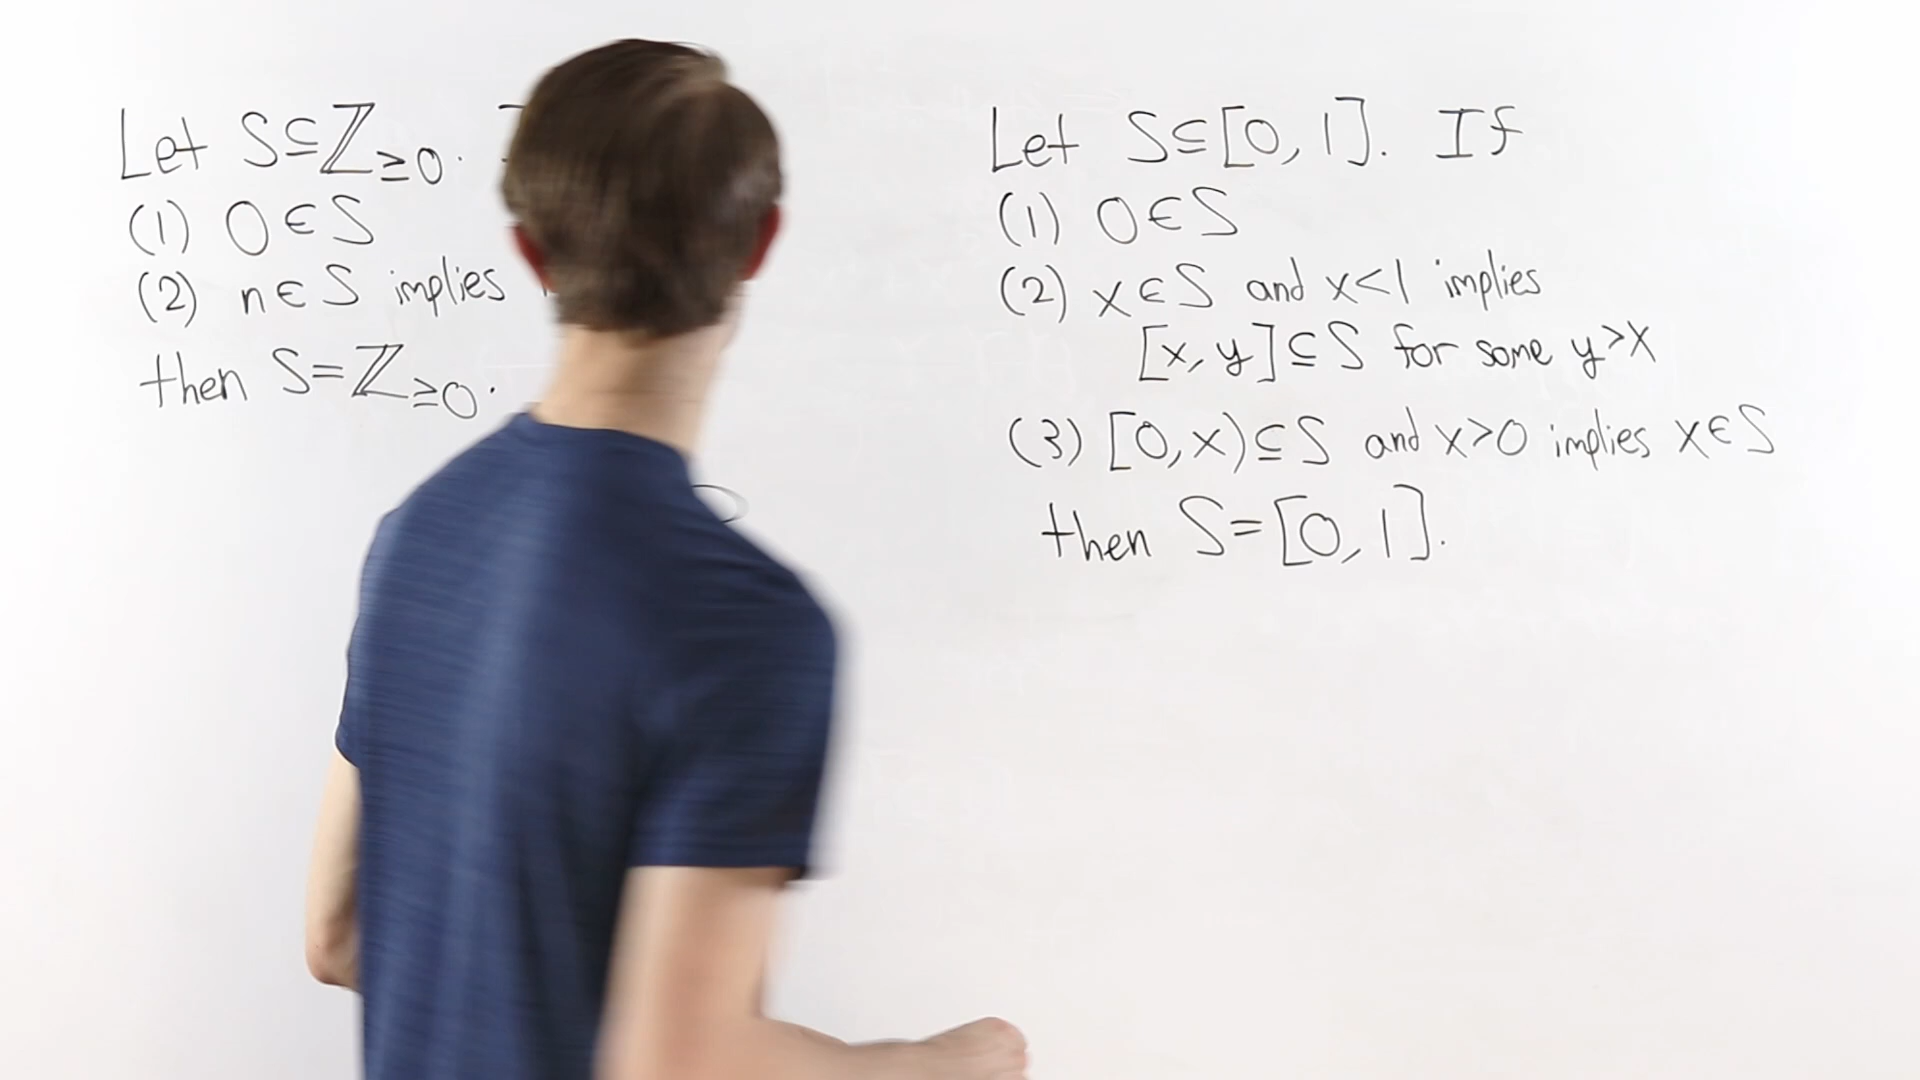 Let S⊆ℤ≥0.
(1) 0∈S
(2) n∈S implies
then S=ℤ≥0.
Let S⊆[0,1]. If
(1) 0∈S
(2) x∈S and x<1 implies
[x,y]⊆S for some y>x
(3) [0,x)⊆S and x>0 implies x∈S
then S=[0,1].